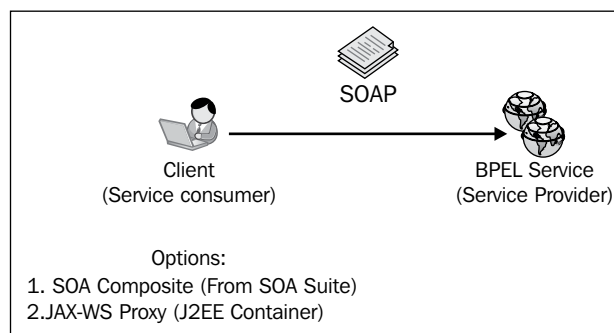 SOAP
Client
(Service consumer)
BPEL Service
(Service Provider)
Options:
1. SOA Composite (From SOA Suite)
2.JAX-WS Proxy (J2EE Container)